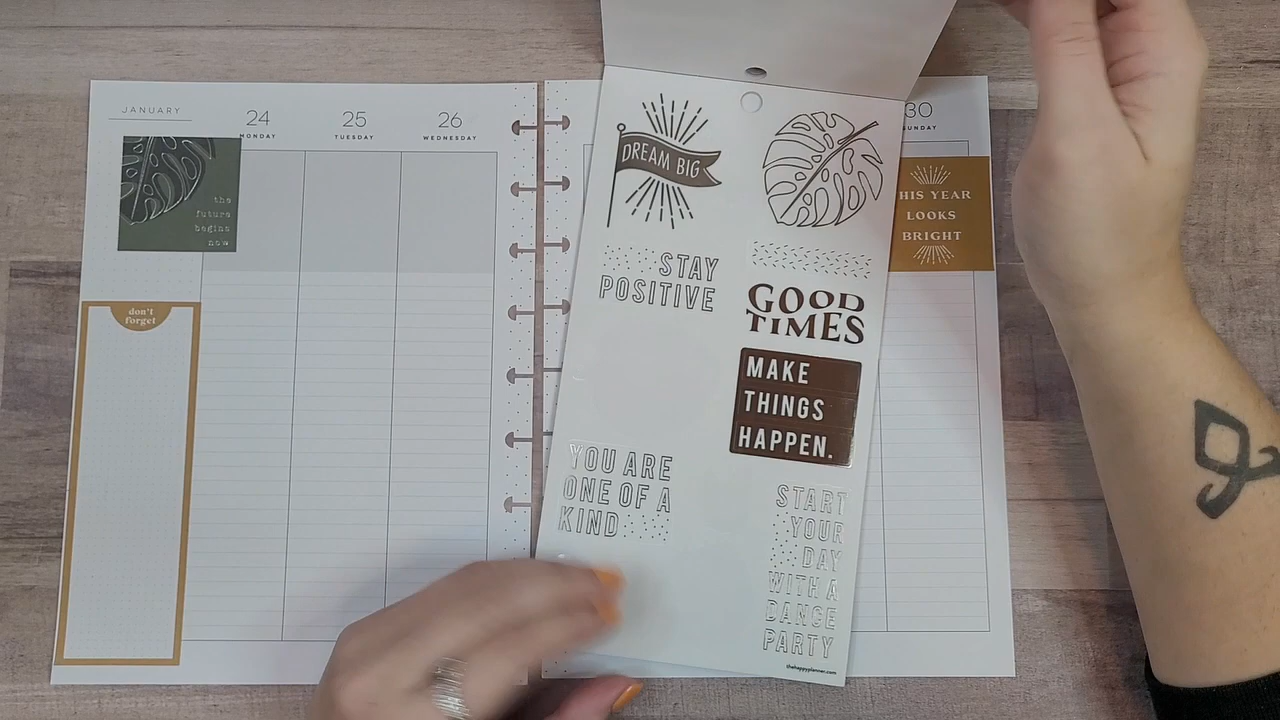 JANUARY
24
MONDAY
25
TUESDAY
26
WEDNESDAY
the
future
begins
now
don't
forget
DREAM BIG
STAY
POSITIVE
GOOD
TIMES
MAKE
THINGS
HAPPEN.
YOU ARE
ONE OF A
KIND
START
YOUR
DAY
WITH A
DANCE
PARTY
thehappyplanner.com
30
SUNDAY
HIS YEAR
LOOKS
BRIGHT